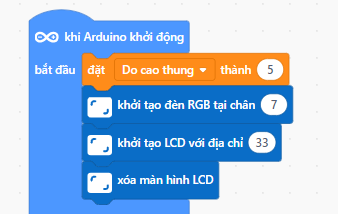 khi Arduino khởi động
bắt đầu đặt Do cao thung thành 5
khởi tạo đèn RGB tại chân 7
khởi tạo LCD với địa chỉ 33
xóa màn hình LCD